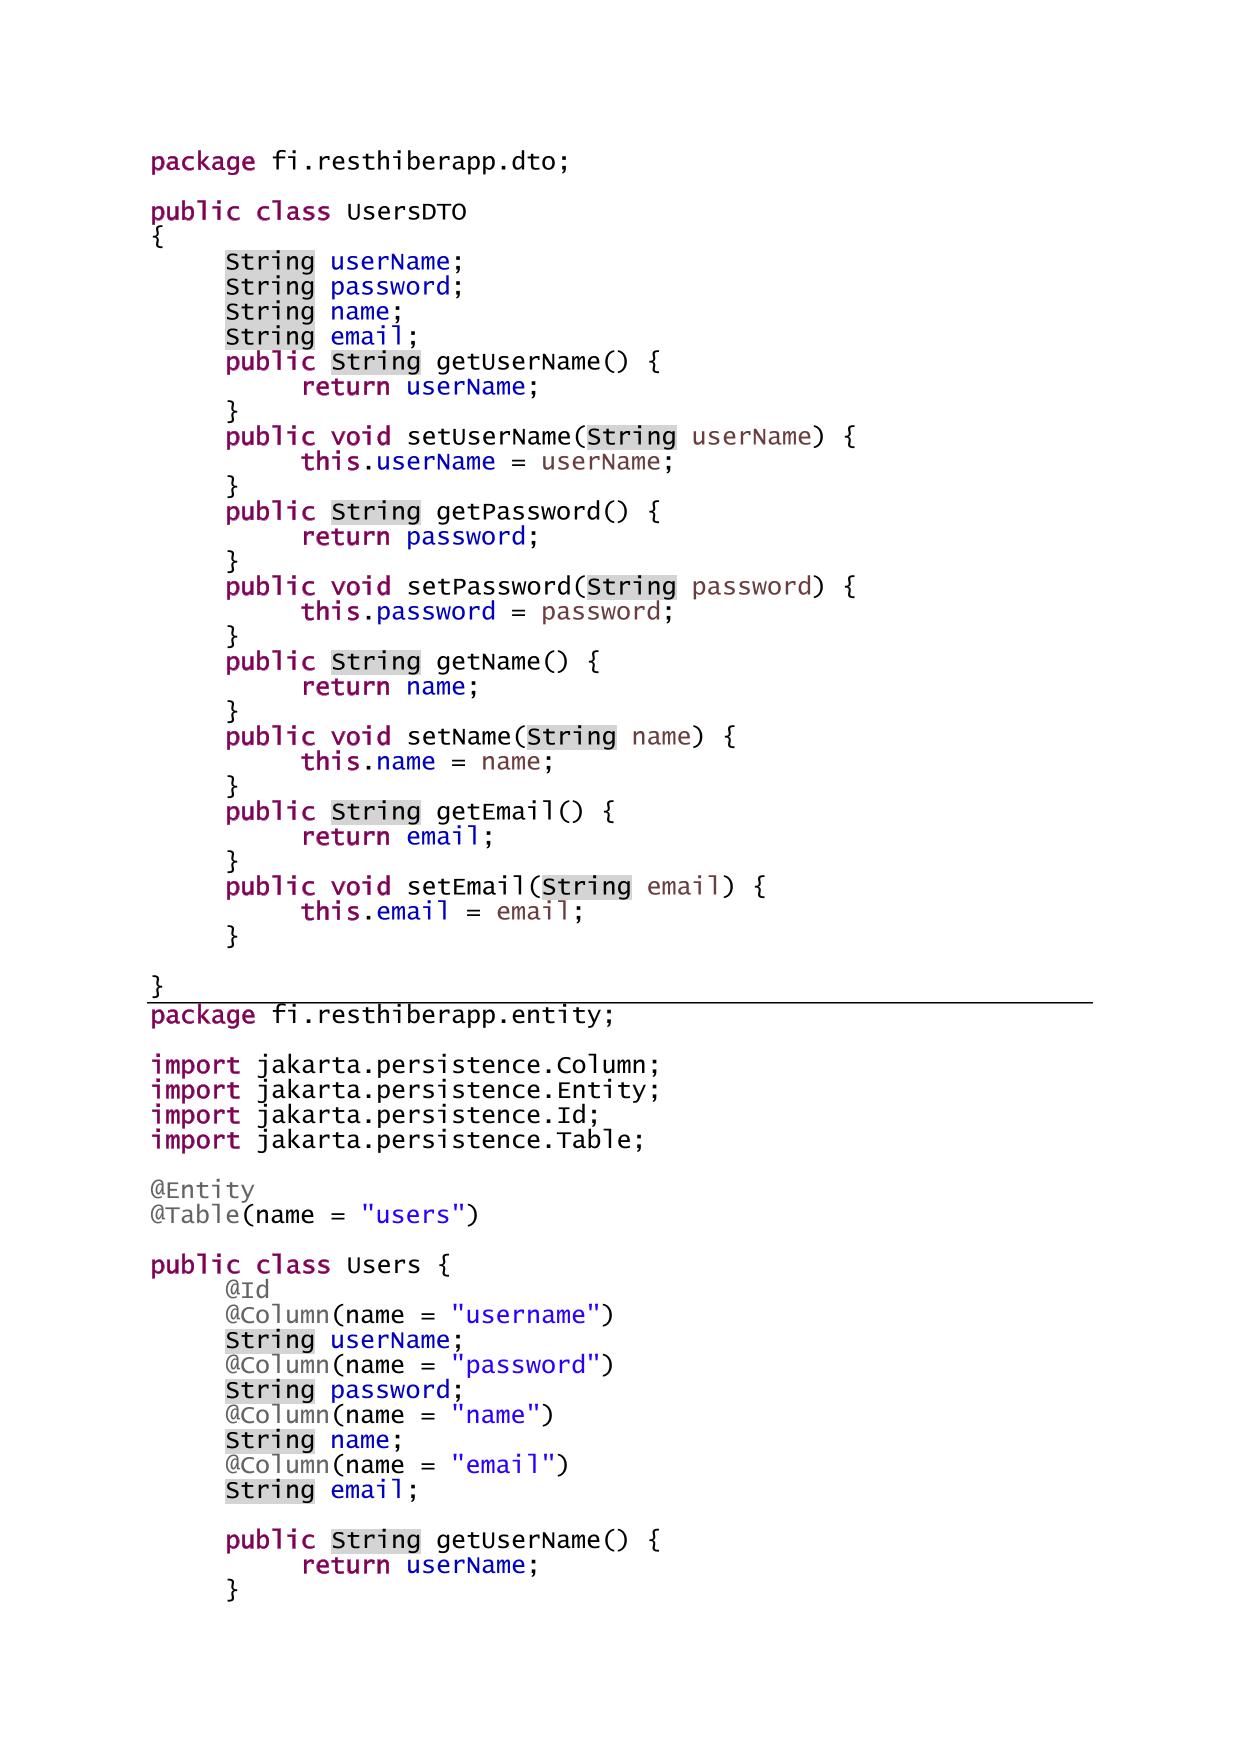 package fi.resthiberapp.dto;
public class UsersDTO
{
String userName;
String password;
String name;
String email;
public String getUserName() {
return userName;
}
public void setUserName(String userName) {
this.userName = userName;
}
public String getPassword() {
return password;
}
public void setPassword(String password) {
this.password = password;
}
public String getName() {
return name;
}
public void setName(String name) {
this.name = name;
}
public String getEmail() {
return email;
}
public void setEmail(String email) {
this.email = email;
}
}
package fi.resthiberapp.entity;
import jakarta.persistence.Column;
import jakarta.persistence.Entity;
import jakarta.persistence.Id;
import jakarta.persistence.Table;
@Entity
@Table(name = "users")
public class Users {
@Id
@Column(name = "username")
String userName;
@Column(name = "password")
String password;
@Column(name = "name")
String name;
@Column(name = "email")
String email;
public String getUserName() {
return userName;
}